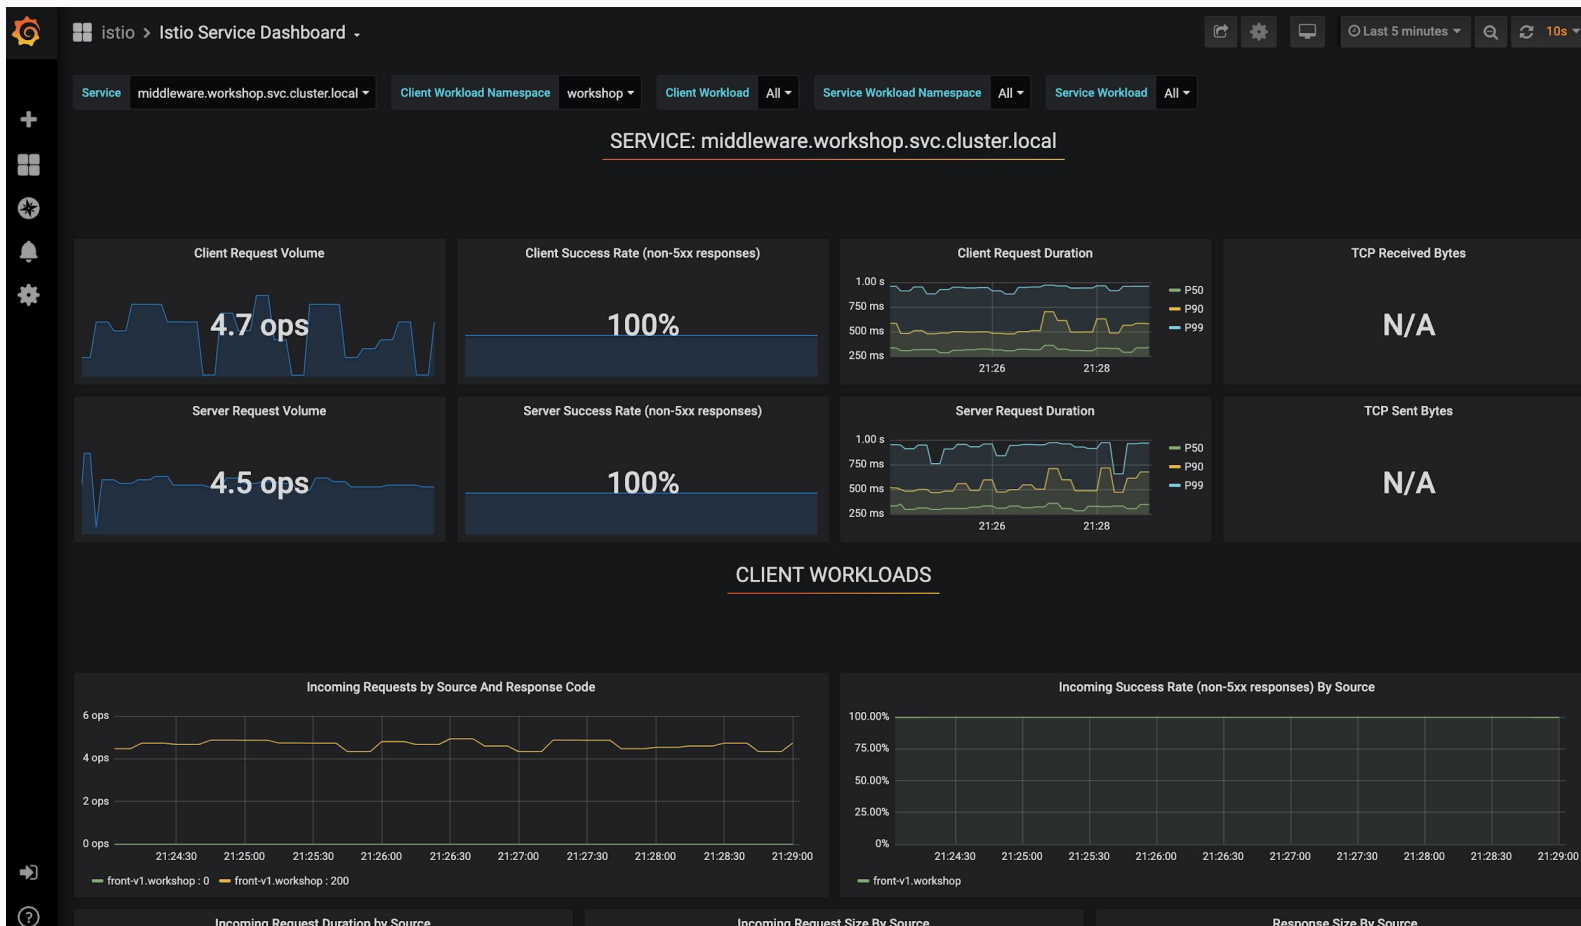 istio > Istio Service Dashboard
Last 5 minutes
10s
Service middleware.workshop.svc.cluster.local Client Workload Namespace workshop Client Workload All Service Workload Namespace All Service Workload All
SERVICE: middleware.workshop.svc.cluster.local
Client Request Volume
4.7 ops
Client Success Rate (non-5xx responses)
100%
Client Request Duration
1.00 s
750 ms
500 ms
250 ms
21:26 21:28
P50
P90
P99
TCP Received Bytes
N/A
Server Request Volume
4.5 ops
Server Success Rate (non-5xx responses)
100%
Server Request Duration
1.00 s
750 ms
500 ms
250 ms
21:26 21:28
P50
P90
P99
TCP Sent Bytes
N/A
CLIENT WORKLOADS
Incoming Requests by Source And Response Code
6 ops
4 ops
2 ops
0 ops
21:24:30 21:25:00 21:25:30 21:26:00 21:26:30 21:27:00 21:27:30 21:28:00 21:28:30 21:29:00
front-v1.workshop : 0 front-v1.workshop : 200
Incoming Success Rate (non-5xx responses) By Source
100.00%
75.00%
50.00%
25.00%
0%
21:24:30 21:25:00 21:25:30 21:26:00 21:26:30 21:27:00 21:27:30 21:28:00 21:28:30 21:29:00
front-v1.workshop
Incoming Request Duration by Source
Incoming Request Size By Source
Response Size By Source